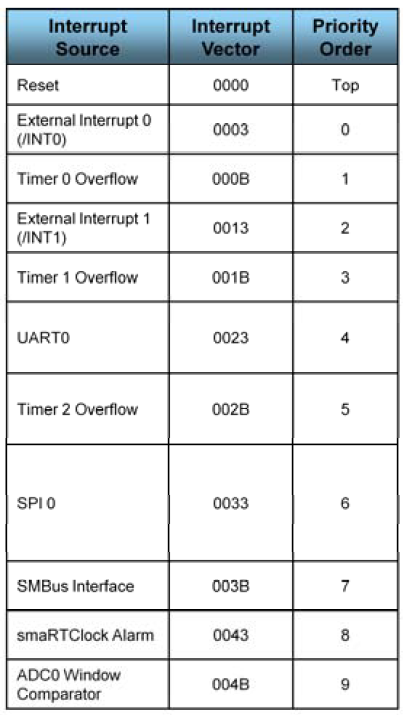 Interrupt Source Interrupt Vector Priority Order
Reset 0000 Top
External Interrupt 0 (/INT0) 0003 0
Timer 0 Overflow 000B 1
External Interrupt 1 (/INT1) 0013 2
Timer 1 Overflow 001B 3
UART0 0023 4
Timer 2 Overflow 002B 5
SPI 0 0033 6
SMBus Interface 003B 7
smaRTClock Alarm 0043 8
ADC0 Window Comparator 004B 9